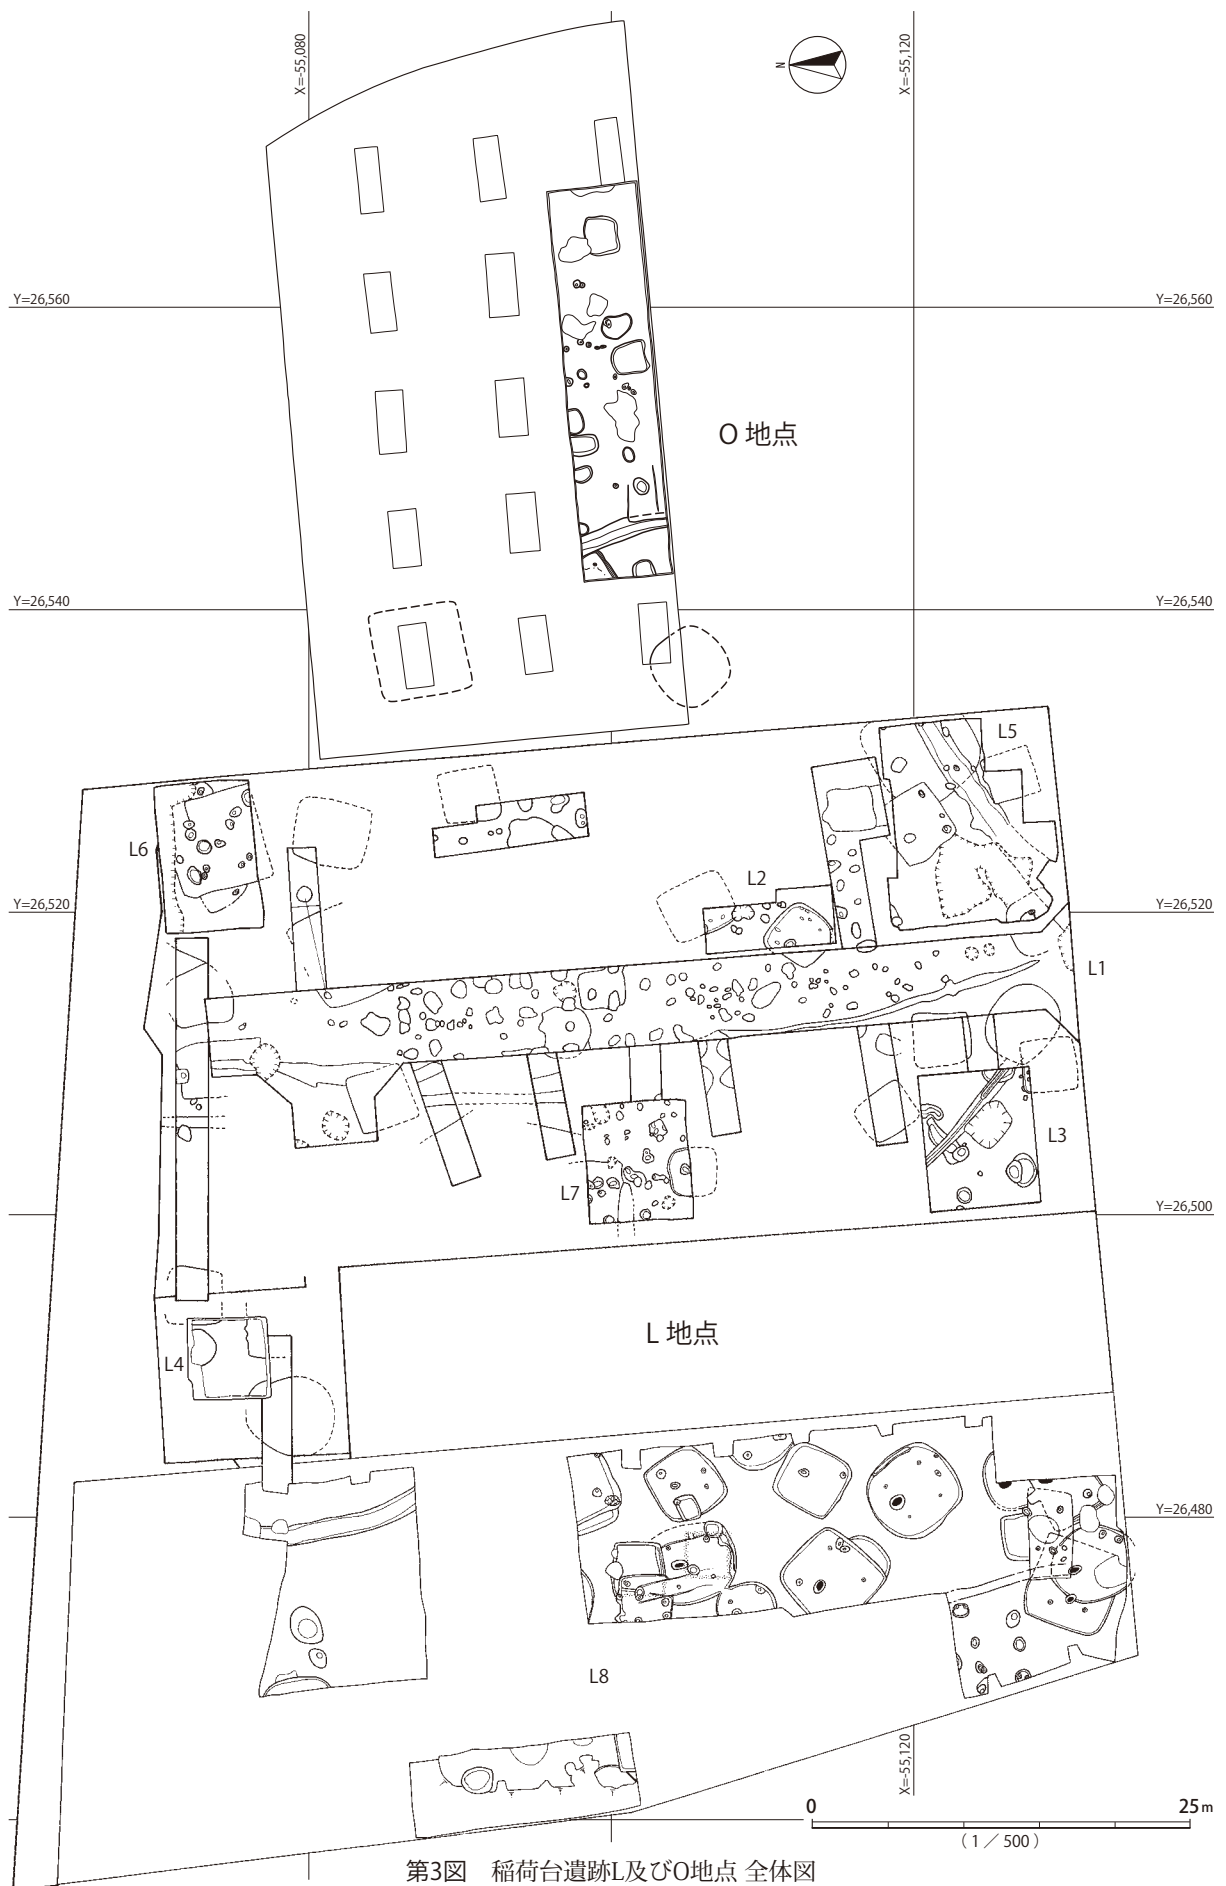 X=-55,080
X=-55,120
N
Y=26,560
Y=26,560
O 地点
Y=26,540
Y=26,540
L5
L6
L2
Y=26,520
Y=26,520
L1
L3
L7
Y=26,500
L 地点
L4
Y=26,480
L8
X=-55,120
0
25m
（1／500）
第3図　稲荷台遺跡L及びO地点 全体図